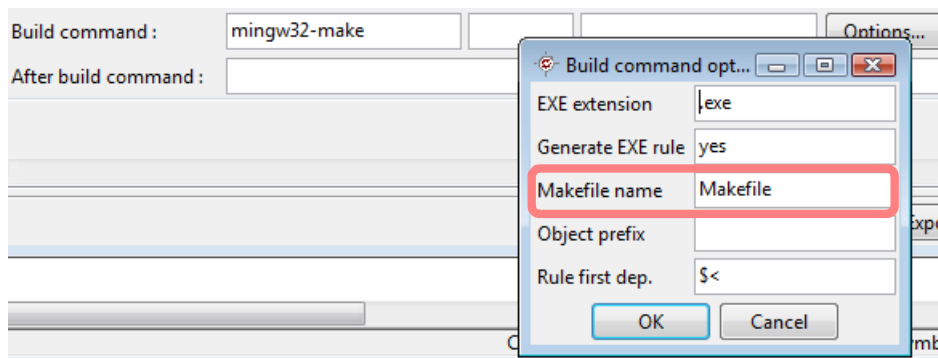 Build command :
mingw32-make
Options...
After build command :
Build command opt...
EXE extension
.exe
Generate EXE rule
yes
Makefile name
Makefile
Object prefix
Rule first dep.
$<
OK
Cancel